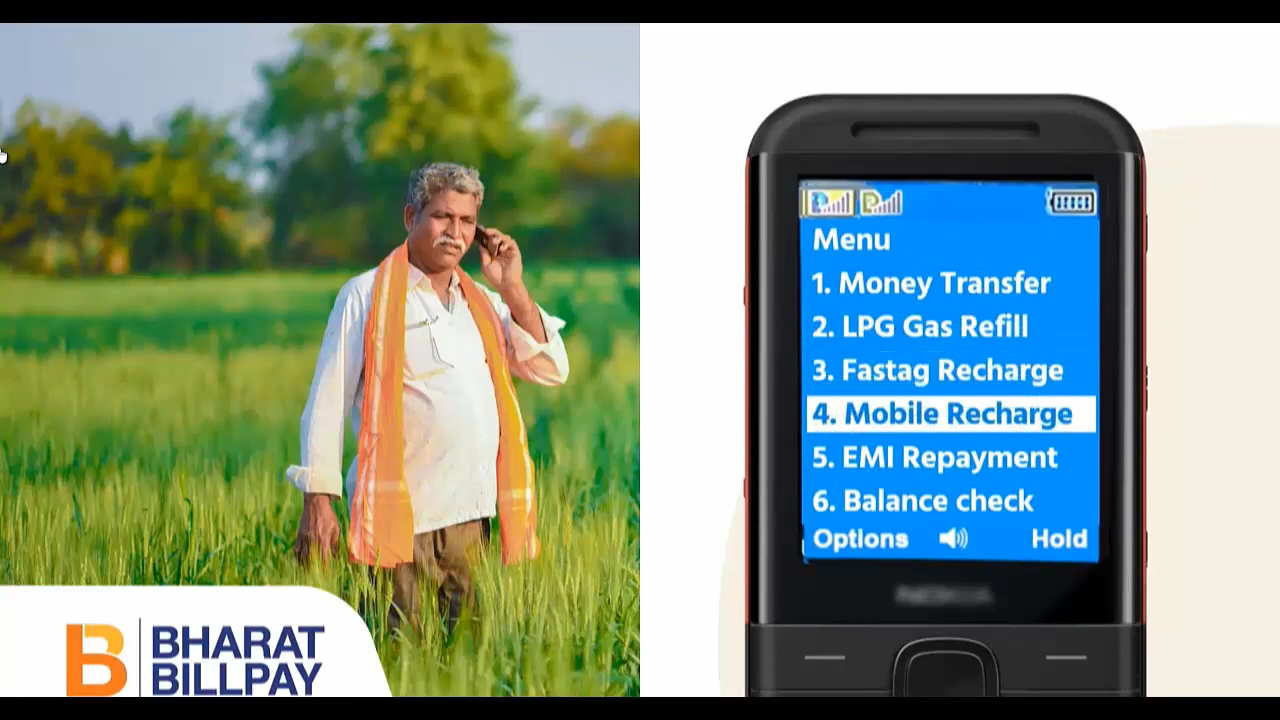 BHARAT
BILLPAY
Menu
1. Money Transfer
2. LPG Gas Refill
3. Fastag Recharge
4. Mobile Recharge
5. EMI Repayment
6. Balance check
Options
Hold